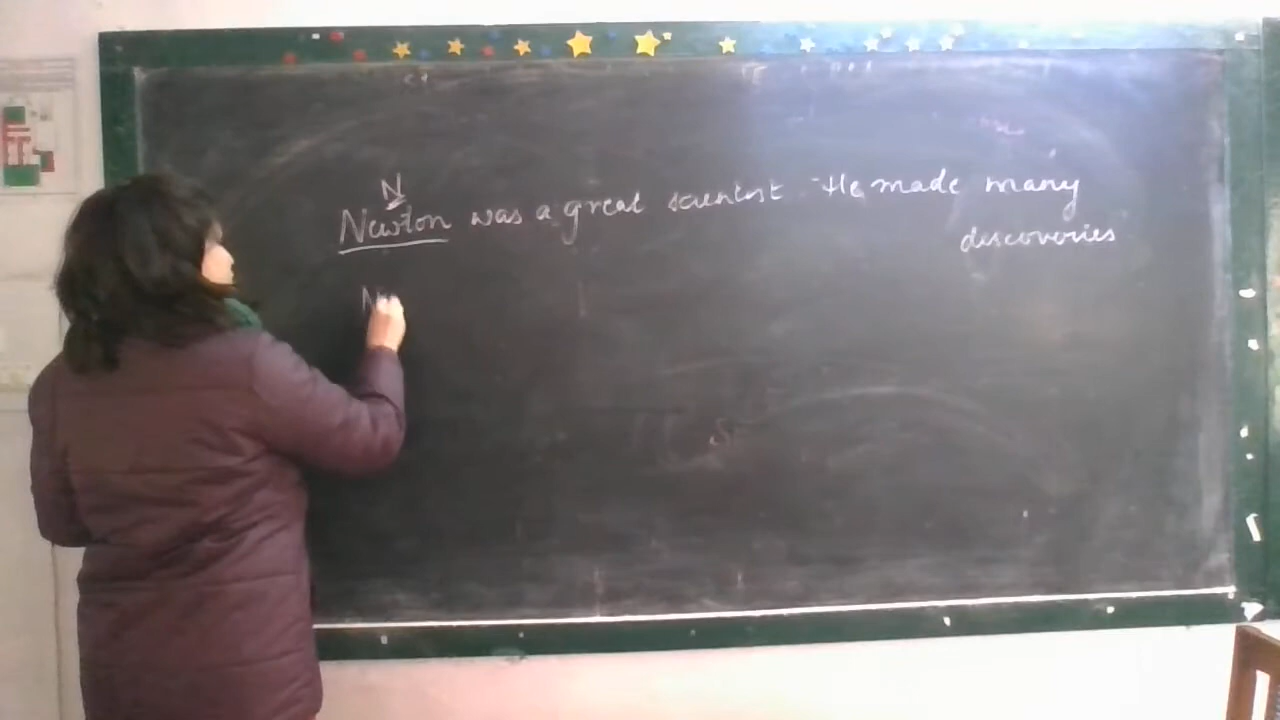 N
Newton was a great scientist. He made many
discoveries
N